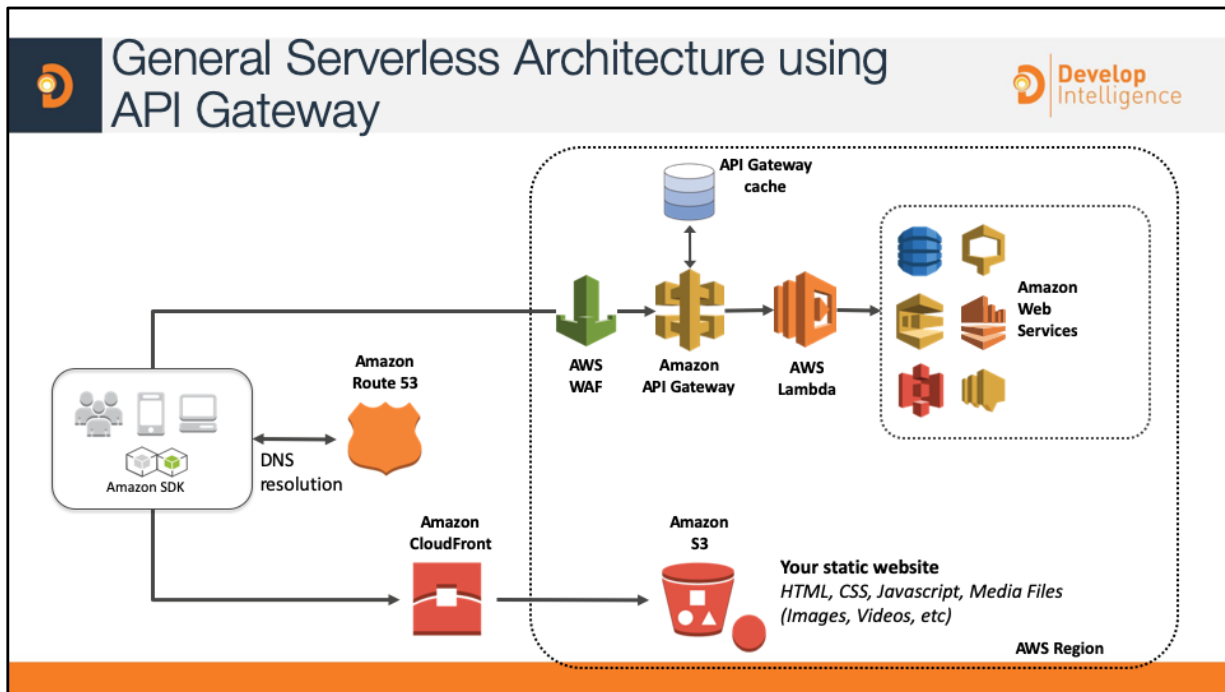 General Serverless Architecture using
API Gateway
Develop
Intelligence
API Gateway
cache
Amazon
Web
Services
AWS
WAF
Amazon
API Gateway
AWS
Lambda
Amazon
Route 53
DNS
resolution
Amazon SDK
Amazon
CloudFront
Amazon
S3
Your static website
HTML, CSS, Javascript, Media Files
(Images, Videos, etc)
AWS Region